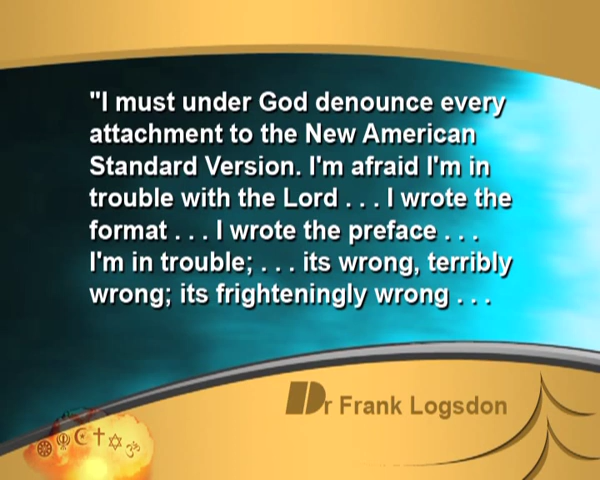 "I must under God denounce every
attachment to the New American
Standard Version. I'm afraid I'm in
trouble with the Lord . . . I wrote the
format . . . I wrote the preface . . .
I'm in trouble; . . . its wrong, terribly
wrong; its frighteningly wrong . . .
Dr Frank Logsdon